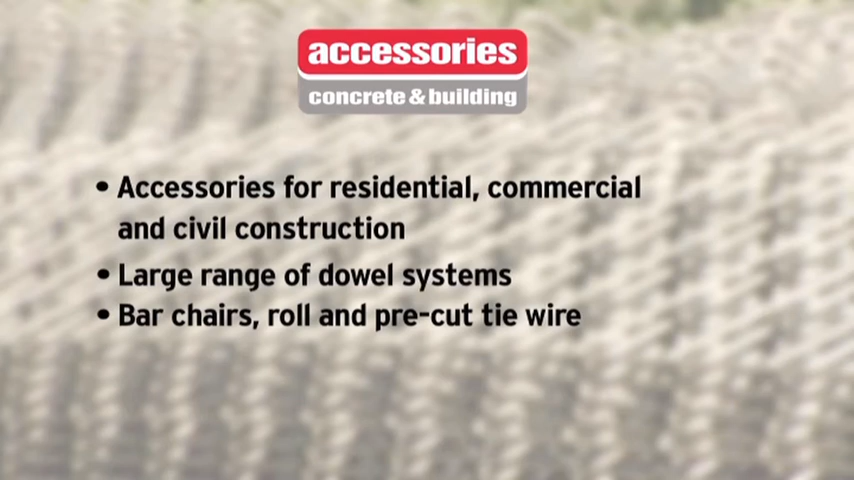 accessories
concrete & building
• Accessories for residential, commercial
and civil construction
• Large range of dowel systems
• Bar chairs, roll and pre-cut tie wire